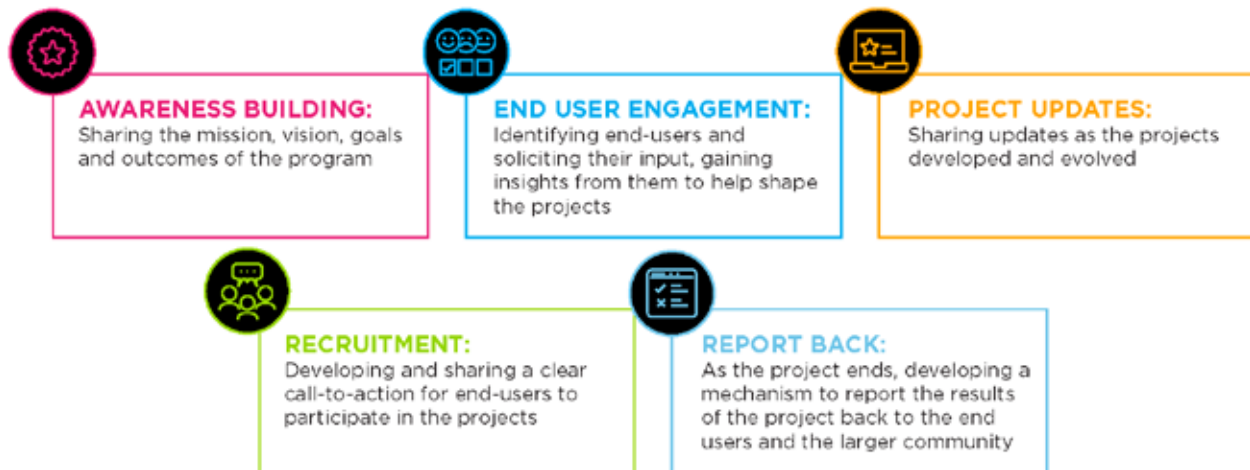 AWARENESS BUILDING:
Sharing the mission, vision, goals
and outcomes of the program
END USER ENGAGEMENT:
Identifying end-users and
soliciting their input, gaining
insights from them to help shape
the projects
PROJECT UPDATES:
Sharing updates as the projects
developed and evolved
RECRUITMENT:
Developing and sharing a clear
call-to-action for end-users to
participate in the projects
REPORT BACK:
As the project ends, developing a
mechanism to report the results
of the project back to the end
users and the larger community